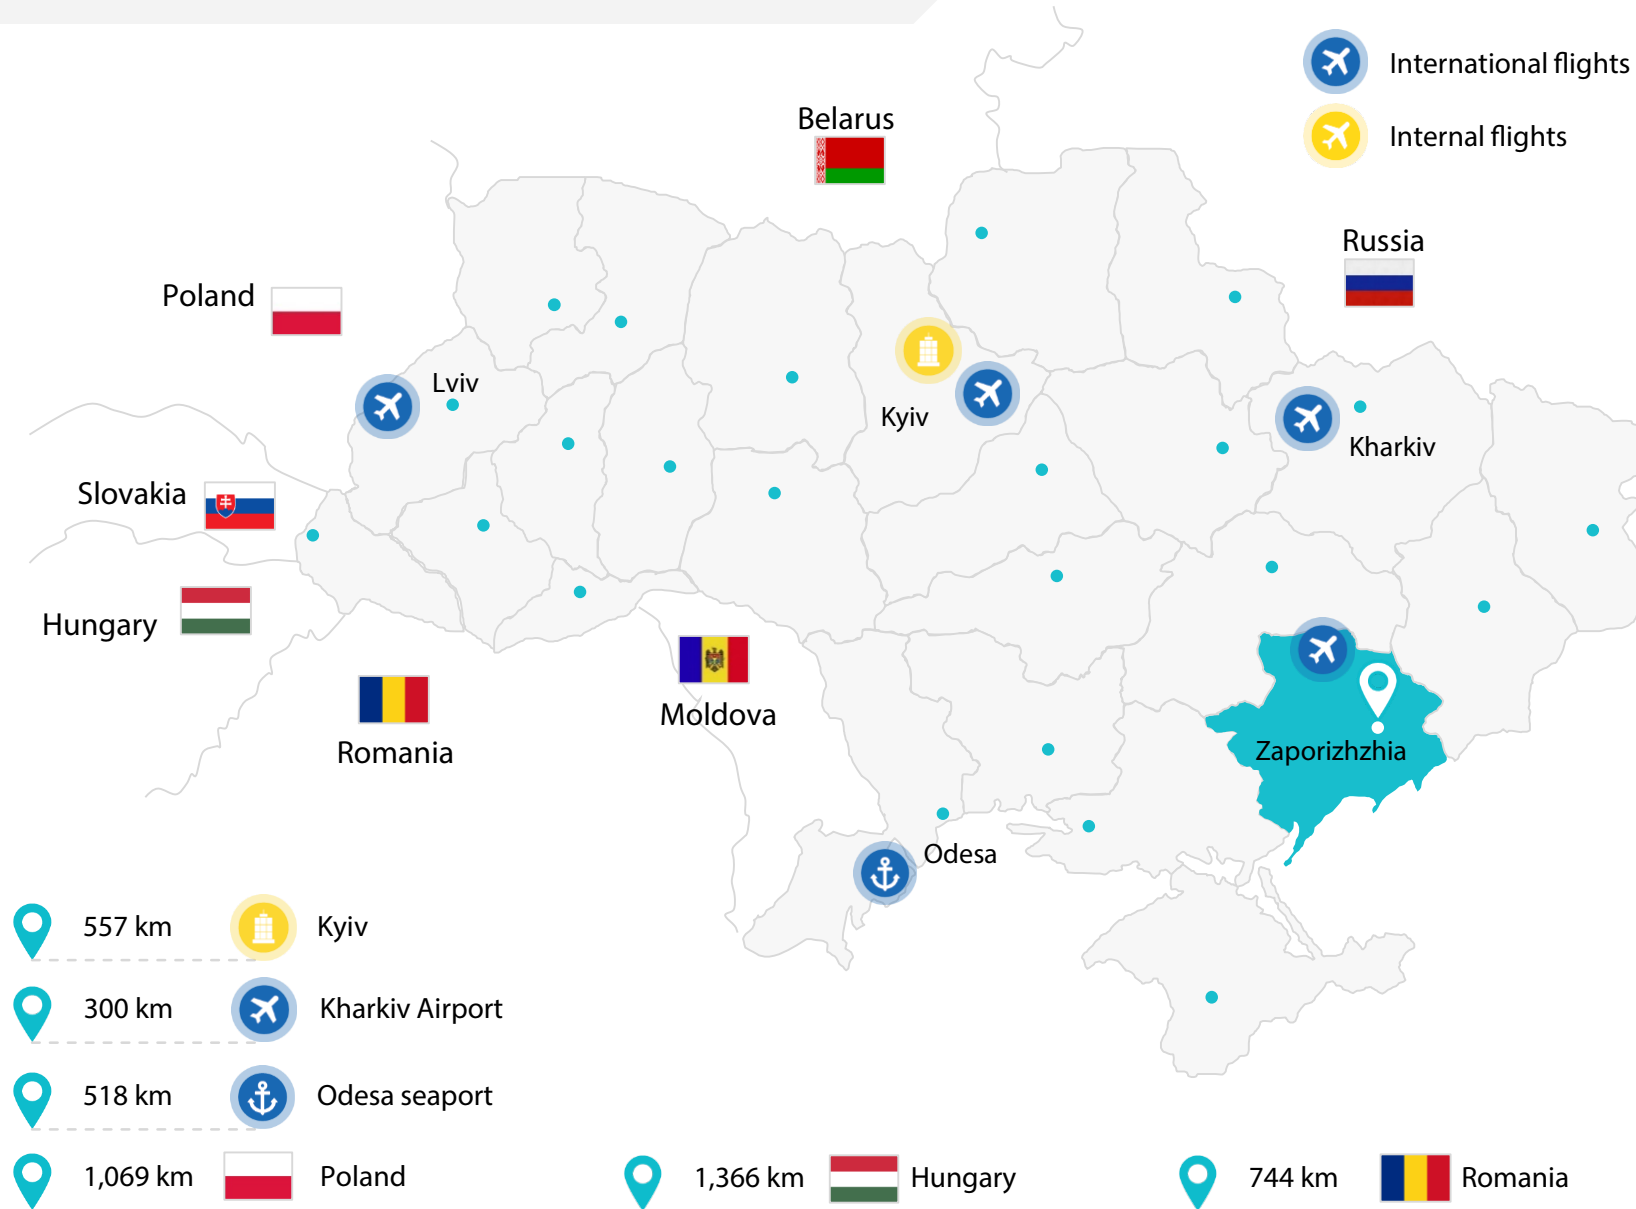 International flights
Internal flights
Belarus
Russia
Poland
Lviv
Kyiv
Kharkiv
Slovakia
Hungary
Moldova
Romania
Zaporizhzhia
Odesa
557 km Kyiv
300 km Kharkiv Airport
518 km Odesa seaport
1,069 km Poland
1,366 km Hungary
744 km Romania